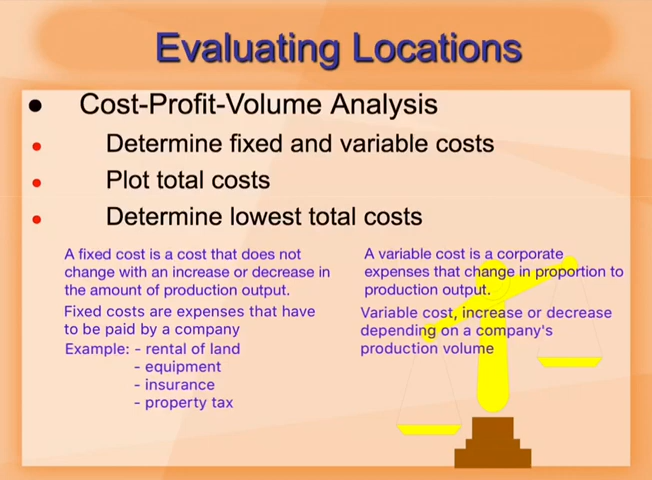 Evaluating Locations
• Cost-Profit-Volume Analysis
• Determine fixed and variable costs
• Plot total costs
• Determine lowest total costs
A fixed cost is a cost that does not
change with an increase or decrease in
the amount of production output.
Fixed costs are expenses that have
to be paid by a company
Example: - rental of land
- equipment
- insurance
- property tax
A variable cost is a corporate
expenses that change in proportion to
production output.
Variable cost, increase or decrease
depending on a company's
production volume